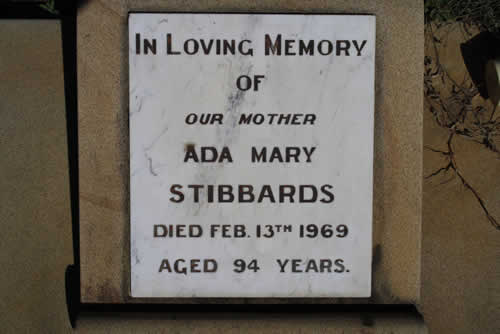 In Loving Memory
OF
OUR MOTHER
ADA MARY
STIBBARDS
DIED FEB. 13TH 1969
AGED 94 YEARS.